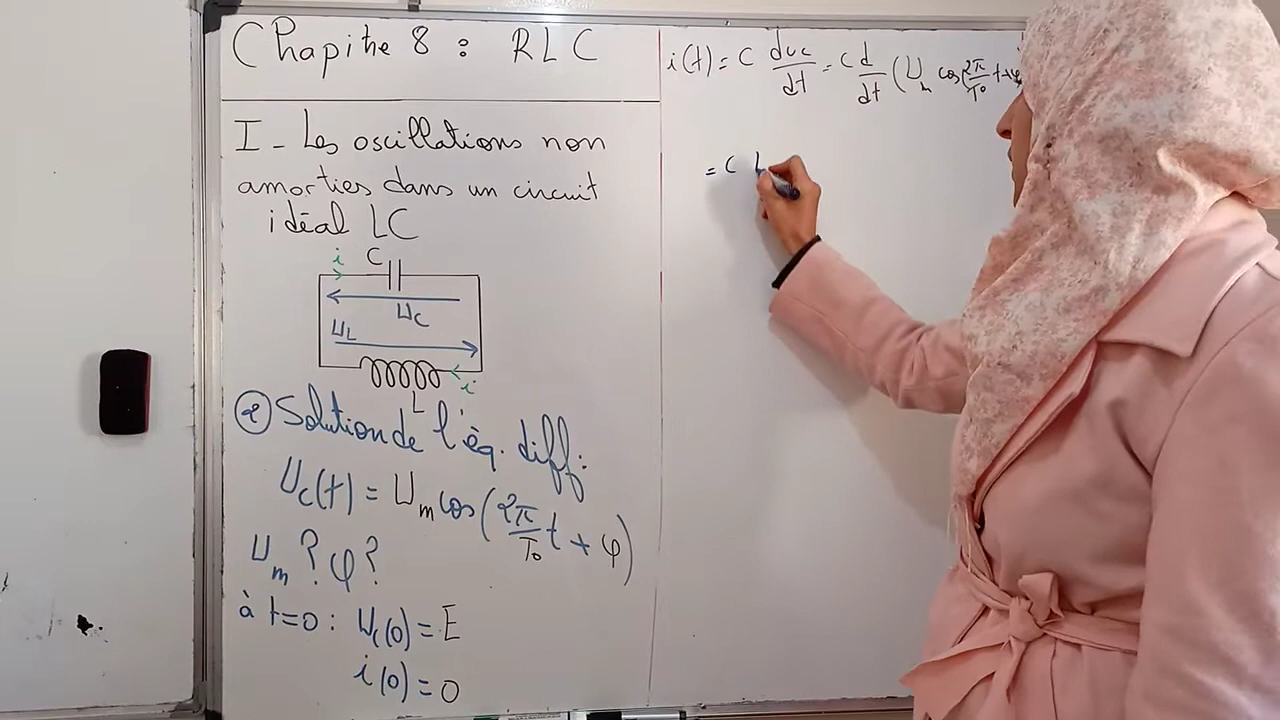 Chapitre 8 : RLC
I - Les oscillations non
amorties dans un circuit
idéal LC
i
C
uC
uL
i
L
② Solution de l'éq. diff:
Uc(t) = Um cos(2π/T0 t + φ)
Um ? φ ?
à t=0 : Uc(0) = E
i(0) = 0
i(t) = C duc/dt = C d/dt (Um cos(2π/T0 t+φ
= C